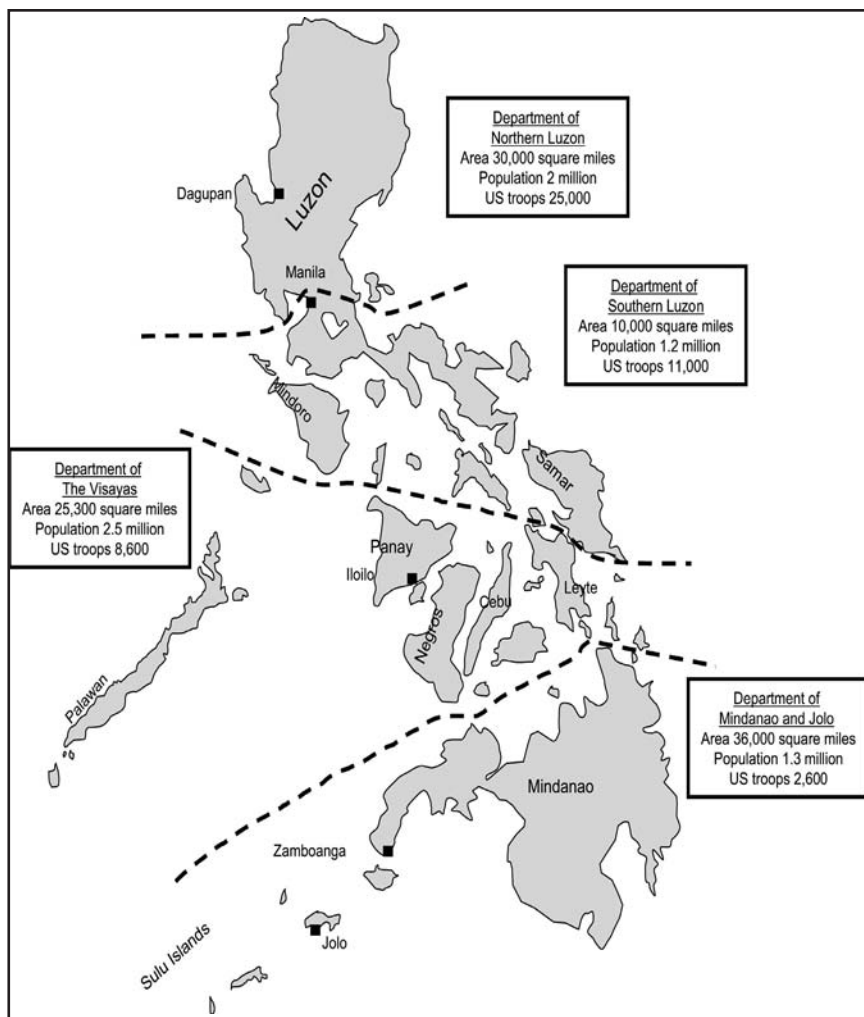 Department of
Northern Luzon
Area 30,000 square miles
Population 2 million
US troops 25,000
Dagupan
Luzon
Manila
Department of
Southern Luzon
Area 10,000 square miles
Population 1.2 million
US troops 11,000
Mindoro
Department of
The Visayas
Area 25,300 square miles
Population 2.5 million
US troops 8,600
Samar
Panay
Iloilo
Negros
Cebu
Leyte
Palawan
Department of
Mindanao and Jolo
Area 36,000 square miles
Population 1.3 million
US troops 2,600
Mindanao
Zamboanga
Jolo
Sulu Islands